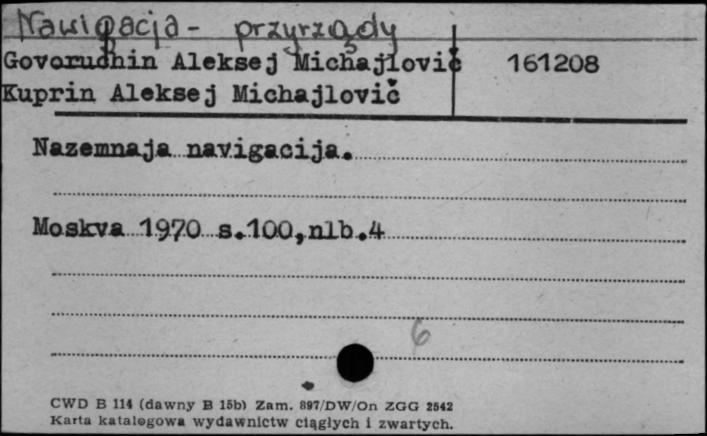 Nawigacja - przyrządy
Govoruchin Aleksej Michajlovič 161208
Kuprin Aleksej Michajlovič
Nazemnaja navigacija.
Moskva 1970 s.100,nlb.4
6
CWD B 114 (dawny B 15b) Zam. 897/DW/On ZGG 2542
Karta katalogowa wydawnictw ciągłych i zwartych.